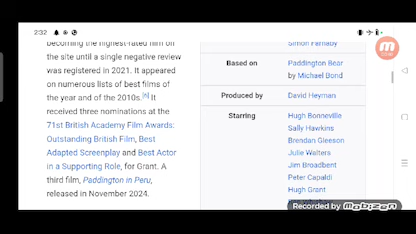 2:32
becoming the highest-rated film on
the site until a single negative review
was registered in 2021. It appeared
on numerous lists of best films of
the year and of the 2010s.[6] It
received three nominations at the
71st British Academy Film Awards:
Outstanding British Film, Best
Adapted Screenplay and Best Actor
in a Supporting Role, for Grant. A
third film, Paddington in Peru,
released in November 2024.
Simon Farnaby
Based on
Paddington Bear
by Michael Bond
Produced by
David Heyman
Starring
Hugh Bonneville
Sally Hawkins
Brendan Gleeson
Julie Walters
Jim Broadbent
Peter Capaldi
Hugh Grant
Recorded by Mobizen